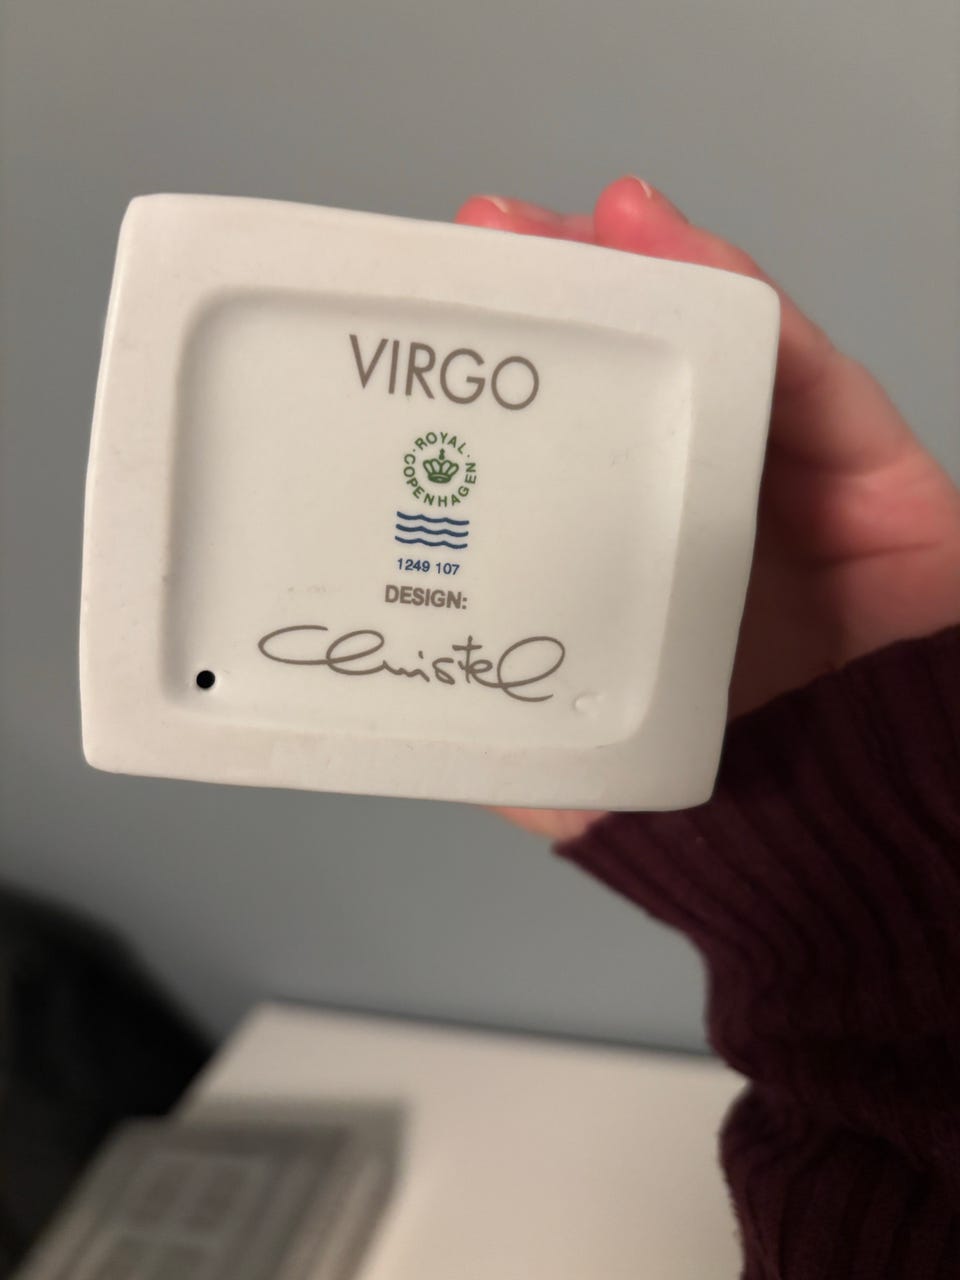 VIRGO
· ROYAL · COPENHAGEN
1249 107
DESIGN:
Christel